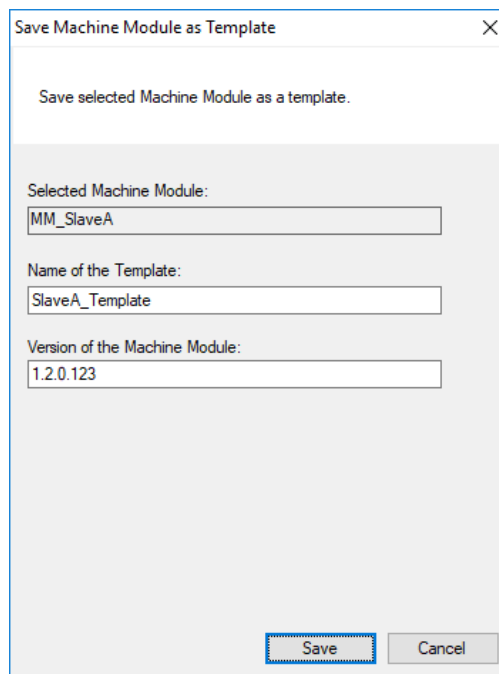 Save Machine Module as Template
Save selected Machine Module as a template.
Selected Machine Module:
MM_SlaveA
Name of the Template:
SlaveA_Template
Version of the Machine Module:
1.2.0.123
Save
Cancel